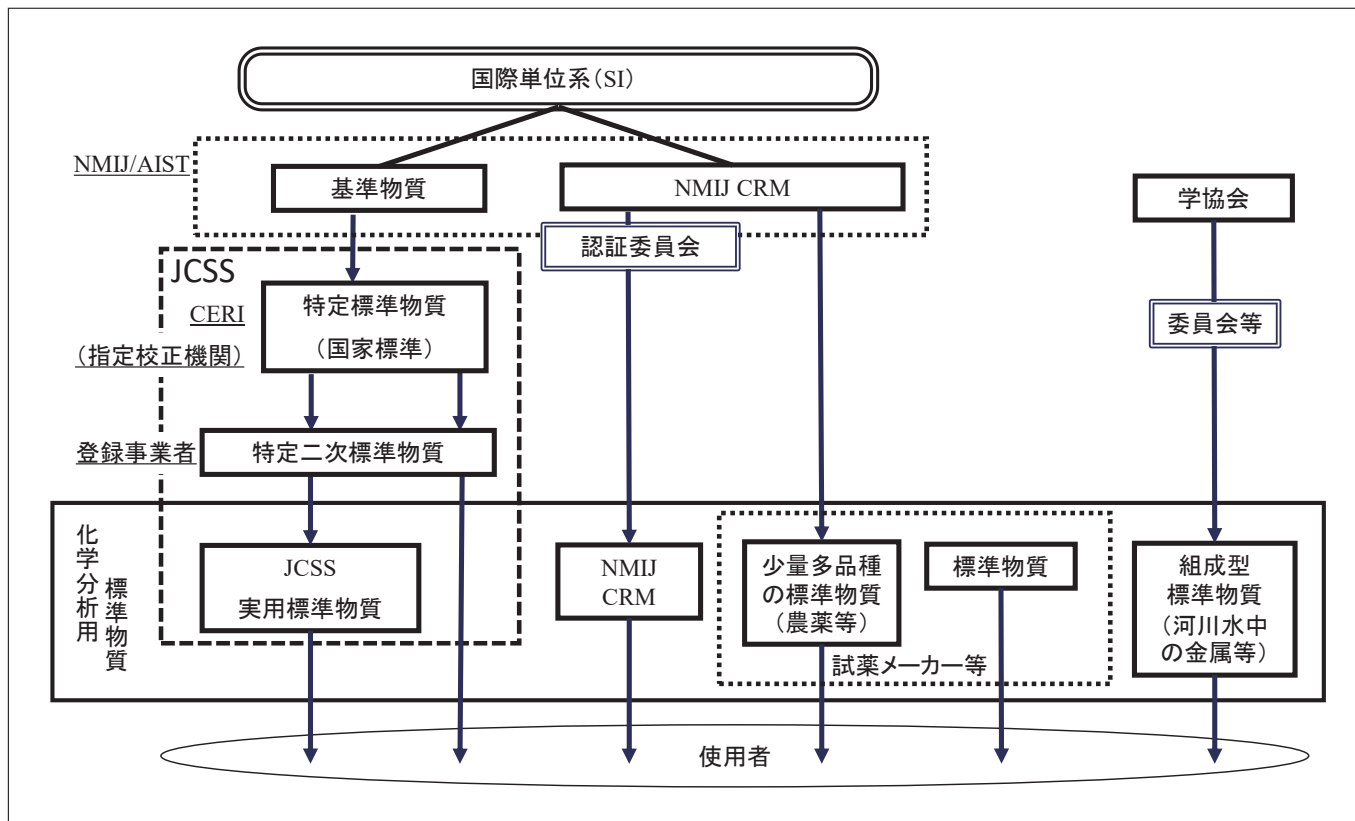 国際単位系(SI)
NMIJ/AIST
基準物質
NMIJ CRM
学協会
認証委員会
JCSS
CERI
(指定校正機関)
特定標準物質
(国家標準)
委員会等
登録事業者
特定二次標準物質
化学分析用
標準物質
JCSS
実用標準物質
NMIJ
CRM
少量多品種
の標準物質
(農薬等)
標準物質
試薬メーカー等
組成型
標準物質
(河川水中
の金属等)
使用者